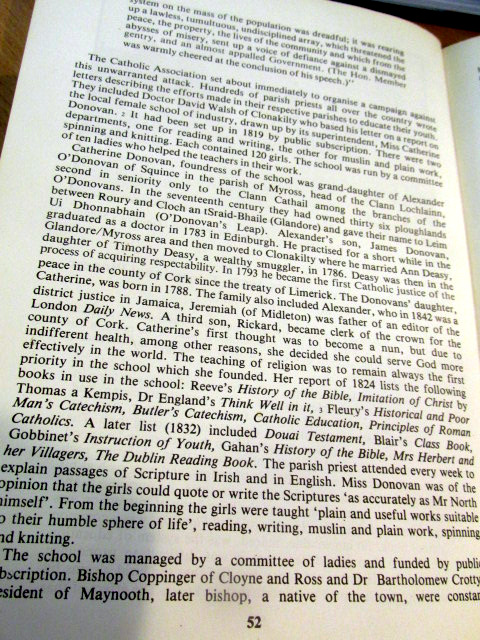 system on the mass of the population was dreadful; it was rearing
up a lawless, tumultuous, undisciplined array, which threatened the
peace, the property, the lives of the community and which from the
abysses of misery, sent up a voice of defiance against a dismayed
gentry, and an almost appalled Government. (The Hon. Member
was warmly cheered at the conclusion of his speech.)"
The Catholic Association set about immediately to organise a campaign against
this unwarranted attack. Hundreds of parish priests all over the country wrote
letters describing the efforts made in their respective parishes to educate their youth.
They included Doctor David Walsh of Clonakilty who based his letter on a report on
the local female school of industry, drawn up by its superintendent, Miss Catherine
Donovan. 2 It had been set up in 1819 by public subscription. There were two
departments, one for reading and writing, the other for muslin and plain work,
spinning and knitting. Each contained 120 girls. The school was run by a committee
of ten ladies who helped the teachers in their work.
Catherine Donovan, foundress of the school was grand-daughter of Alexander
O'Donovan of Squince in the parish of Myross, head of the Clann Lochlainn,
second in seniority only to the Clann Cathail among the branches of the
O'Donovans. In the seventeenth century they had owned thirty six ploughlands
between Roury and Cloch an tSraid-Bhaile (Glandore) and gave their name to Leim
Ui Dhonnabhain (O'Donovan's Leap). Alexander's son, James Donovan,
graduated as a doctor in 1783 in Edinburgh. He practised for a short while in the
Glandore/Myross area and then moved to Clonakilty where he married Ann Deasy,
daughter of Timothy Deasy, a wealthy smuggler, in 1786. Deasy was then in the
process of acquiring respectability. In 1793 he became the first Catholic justice of the
peace in the county of Cork since the treaty of Limerick. The Donovans' daughter,
Catherine, was born in 1788. The family also included Alexander, who in 1842 was a
district justice in Jamaica, Jeremiah (of Midleton) was father of an editor of the
London Daily News. A third son, Rickard, became clerk of the crown for the
county of Cork. Catherine's first thought was to become a nun, but due to
indifferent health, among other reasons, she decided she could serve God more
effectively in the world. The teaching of religion was to remain always the first
priority in the school which she founded. Her report of 1824 lists the following
books in use in the school: Reeve's History of the Bible, Imitation of Christ by
Thomas a Kempis, Dr England's Think Well in it, 3 Fleury's Historical and Poor
Man's Catechism, Butler's Catechism, Catholic Education, Principles of Roman
Catholics. A later list (1832) included Douai Testament, Blair's Class Book,
Gobbinet's Instruction of Youth, Gahan's History of the Bible, Mrs Herbert and
her Villagers, The Dublin Reading Book. The parish priest attended every week to
explain passages of Scripture in Irish and in English. Miss Donovan was of the
opinion that the girls could quote or write the Scriptures 'as accurately as Mr North
himself'. From the beginning the girls were taught 'plain and useful works suitable
o their humble sphere of life', reading, writing, muslin and plain work, spinning
nd knitting.
The school was managed by a committee of ladies and funded by public
bscription. Bishop Coppinger of Cloyne and Ross and Dr Bartholomew Crotty
esident of Maynooth, later bishop, a native of the town, were constan
52